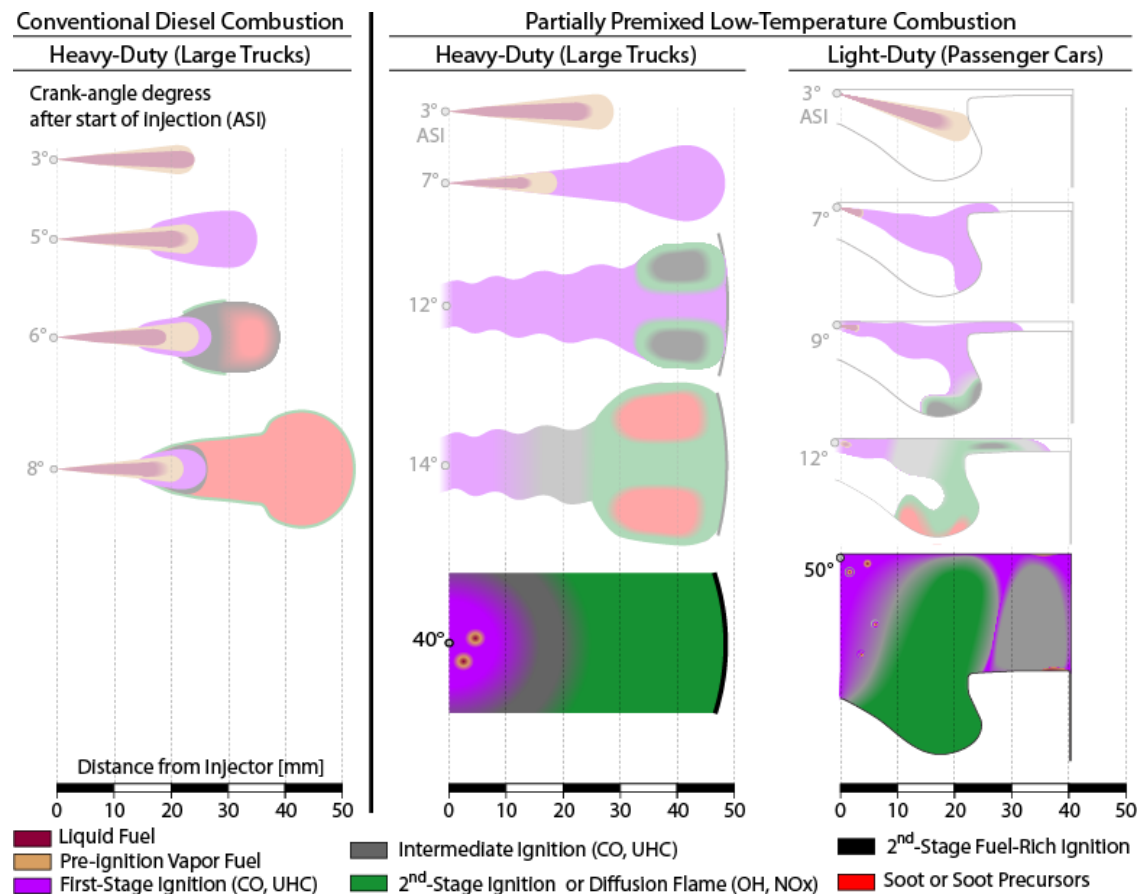 Conventional Diesel Combustion
Heavy-Duty (Large Trucks)
Crank-angle degress
after start of injection (ASI)
3°
5°
6°
8°
Distance from Injector [mm]
0 10 20 30 40 50
Partially Premixed Low-Temperature Combustion
Heavy-Duty (Large Trucks)
3°
ASI
7°
12°
14°
40°
0 10 20 30 40 50
Light-Duty (Passenger Cars)
3°
ASI
7°
9°
12°
50°
0 10 20 30 40 50
Liquid Fuel
Pre-ignition Vapor Fuel
First-Stage Ignition (CO, UHC)
Intermediate Ignition (CO, UHC)
2nd-Stage Ignition or Diffusion Flame (OH, NOx)
2nd-Stage Fuel-Rich Ignition
Soot or Soot Precursors